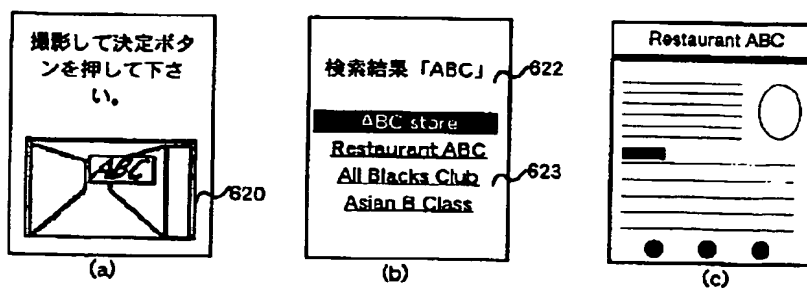 撮影して決定ボタ
ンを押して下さ
い。
ABC
620
(a)
検索結果「ABC」
622
ABC store
Restaurant ABC
All Blacks Club
Asian B Class
623
(b)
Restaurant ABC
(c)